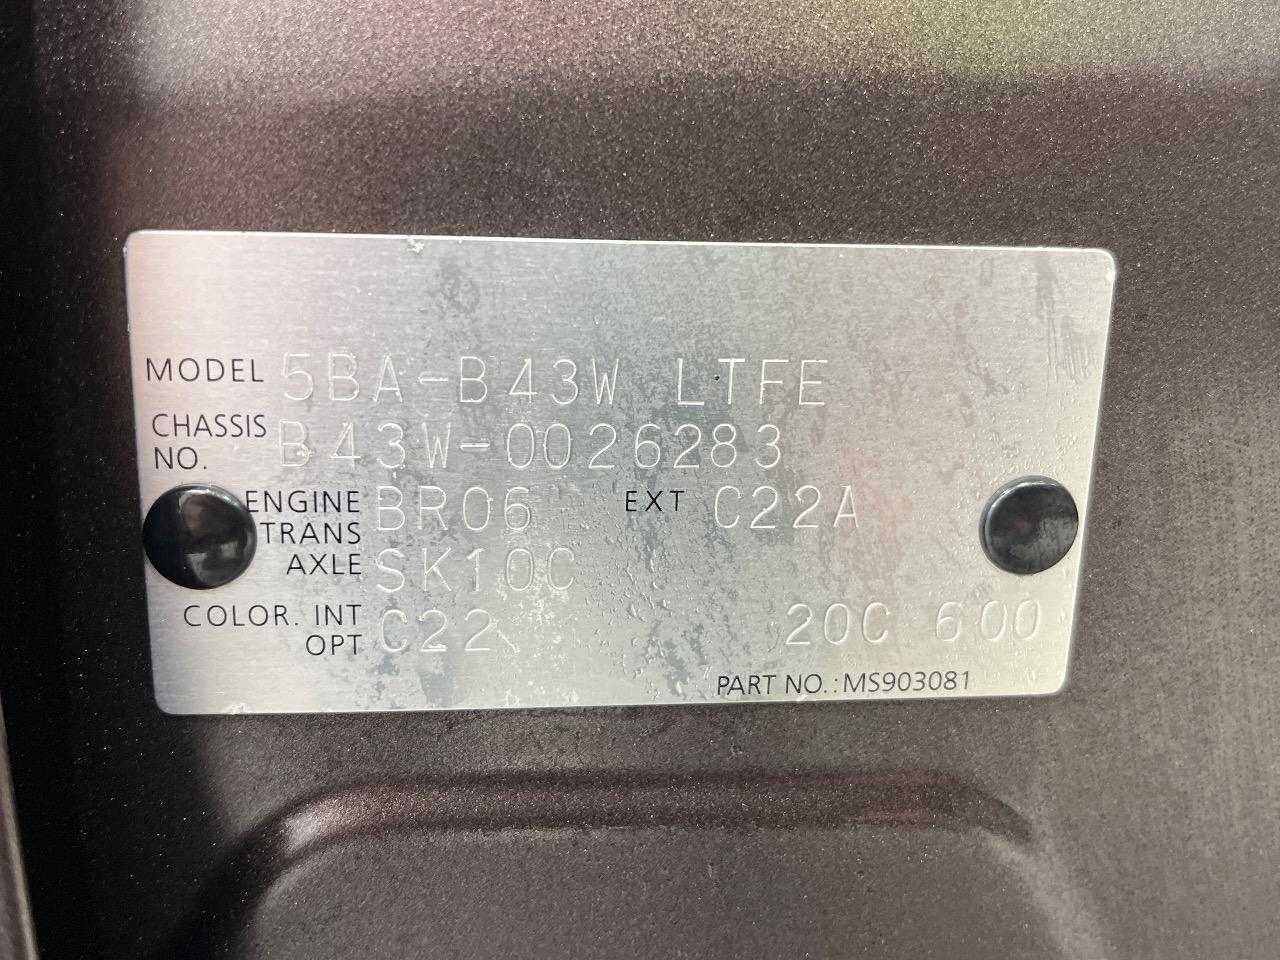 MODEL 5BA-B43W LTFE
CHASSIS NO. B43W-0026283
ENGINE BR06 EXT C22A
TRANS AXLE SK10C
COLOR. INT OPT C22 20C 600
PART NO.:MS903081